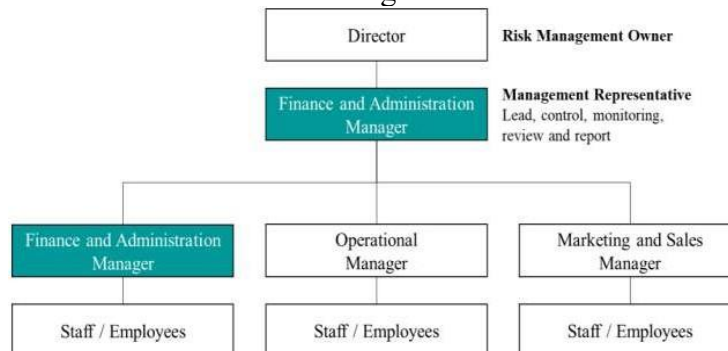 Director
Risk Management Owner
Finance and Administration
Manager
Management Representative
Lead, control, monitoring,
review and report
Finance and Administration
Manager
Operational
Manager
Marketing and Sales
Manager
Staff / Employees
Staff / Employees
Staff / Employees